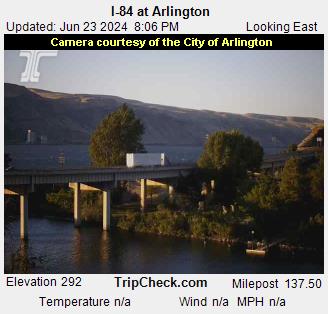 I-84 at Arlington
Updated: Jun 23 2024 8:06 PM Looking East
Camera courtesy of the City of Arlington
Elevation 292 TripCheck.com Milepost 137.50
Temperature n/a Wind n/a MPH n/a